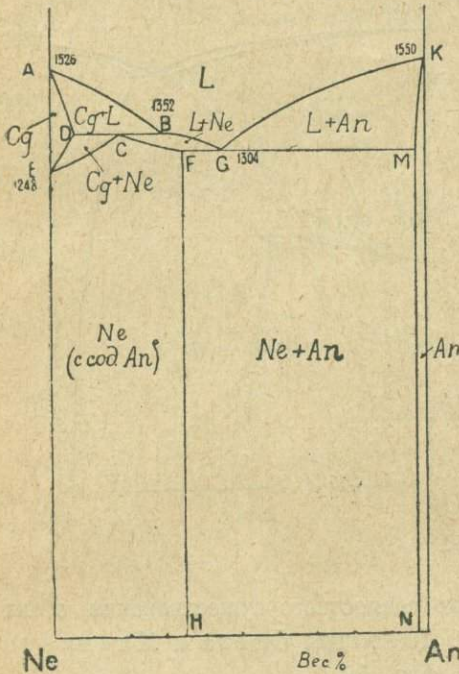 1526
1550
A
K
L
1352
Cg+L
B
L+Ne
L+An
Cg
D
C
F
G
1304
M
E
1248
Cg+Ne
Ne
(с сод An)
Ne+An
An
H
N
Ne
Вес %
An